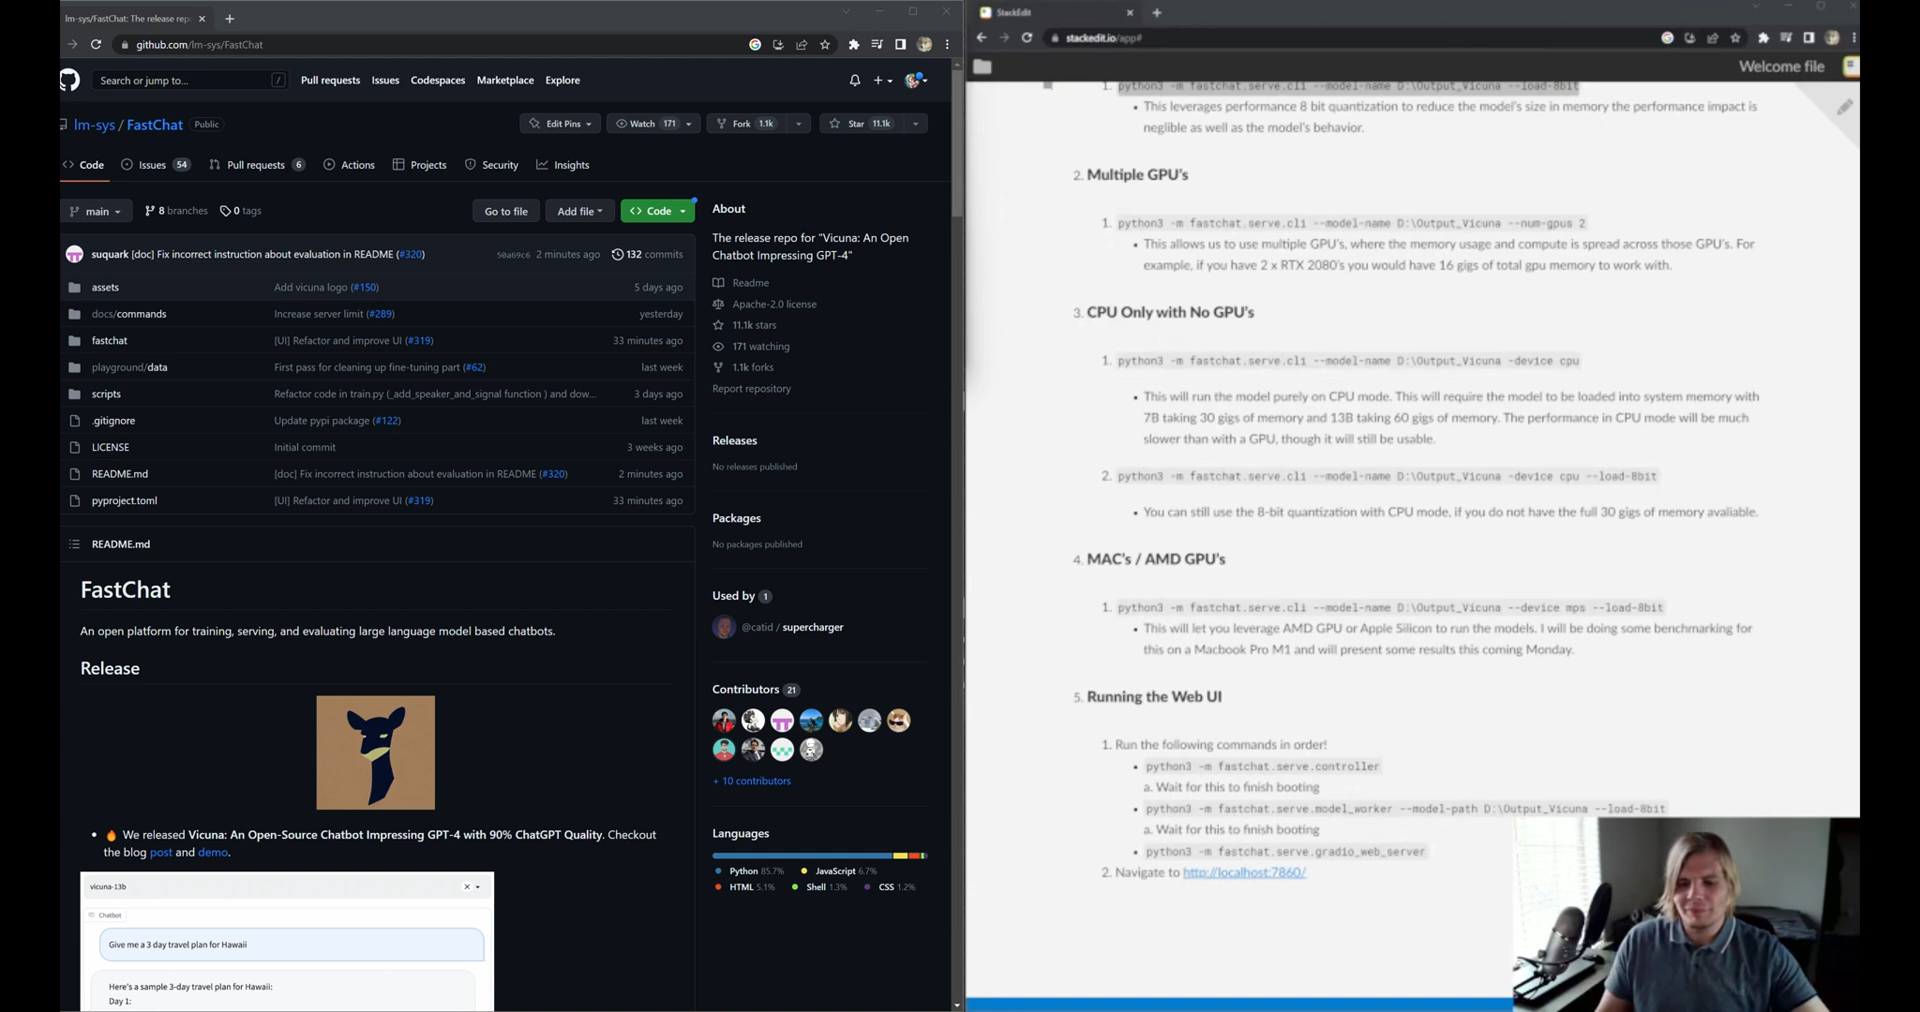 lm-sys/FastChat: The release repo
github.com/lm-sys/FastChat
Search or jump to...
/
Pull requests
Issues
Codespaces
Marketplace
Explore
lm-sys / FastChat
Public
Edit Pins
Watch 171
Fork 1.1k
Star 11.1k
Code
Issues 54
Pull requests 6
Actions
Projects
Security
Insights
main
8 branches
0 tags
Go to file
Add file
Code
suquark [doc] Fix incorrect instruction about evaluation in README (#320)
50a69c6 2 minutes ago
132 commits
assets
Add vicuna logo (#150)
5 days ago
docs/commands
Increase server limit (#289)
yesterday
fastchat
[UI] Refactor and improve UI (#319)
33 minutes ago
playground/data
First pass for cleaning up fine-tuning part (#62)
last week
scripts
Refactor code in train.py (_add_speaker_and_signal function ) and dow...
3 days ago
.gitignore
Update pypi package (#122)
last week
LICENSE
Initial commit
3 weeks ago
README.md
[doc] Fix incorrect instruction about evaluation in README (#320)
2 minutes ago
pyproject.toml
[UI] Refactor and improve UI (#319)
33 minutes ago
README.md
FastChat
An open platform for training, serving, and evaluating large language model based chatbots.
Release
🔥 We released Vicuna: An Open-Source Chatbot Impressing GPT-4 with 90% ChatGPT Quality. Checkout
the blog post and demo.
vicuna-13b
Chatbot
Give me a 3 day travel plan for Hawaii
Here's a sample 3-day travel plan for Hawaii:
Day 1:
About
The release repo for "Vicuna: An Open
Chatbot Impressing GPT-4"
Readme
Apache-2.0 license
11.1k stars
171 watching
1.1k forks
Report repository
Releases
No releases published
Packages
No packages published
Used by 1
@catid / supercharger
Contributors 21
+ 10 contributors
Languages
Python 85.7%
JavaScript 6.7%
HTML 5.1%
Shell 1.3%
CSS 1.2%
StackEdit
stackedit.io/app#
Welcome file
1. python3 -m fastchat.serve.cli --model-name D:\Output_Vicuna --load-8bit
• This leverages performance 8 bit quantization to reduce the model's size in memory the performance impact is
neglible as well as the model's behavior.
2. Multiple GPU's
1. python3 -m fastchat.serve.cli --model-name D:\Output_Vicuna --num-gpus 2
• This allows us to use multiple GPU's, where the memory usage and compute is spread across those GPU's. For
example, if you have 2 x RTX 2080's you would have 16 gigs of total gpu memory to work with.
3. CPU Only with No GPU's
1. python3 -m fastchat.serve.cli --model-name D:\Output_Vicuna -device cpu
• This will run the model purely on CPU mode. This will require the model to be loaded into system memory with
7B taking 30 gigs of memory and 13B taking 60 gigs of memory. The performance in CPU mode will be much
slower than with a GPU, though it will still be usable.
2. python3 -m fastchat.serve.cli --model-name D:\Output_Vicuna -device cpu --load-8bit
• You can still use the 8-bit quantization with CPU mode, if you do not have the full 30 gigs of memory avaliable.
4. MAC's / AMD GPU's
1. python3 -m fastchat.serve.cli --model-name D:\Output_Vicuna --device mps --load-8bit
• This will let you leverage AMD GPU or Apple Silicon to run the models. I will be doing some benchmarking for
this on a Macbook Pro M1 and will present some results this coming Monday.
5. Running the Web UI
1. Run the following commands in order!
• python3 -m fastchat.serve.controller
a. Wait for this to finish booting
• python3 -m fastchat.serve.model_worker --model-path D:\Output_Vicuna --load-8bit
a. Wait for this to finish booting
• python3 -m fastchat.serve.gradio_web_server
2. Navigate to http://localhost:7860/